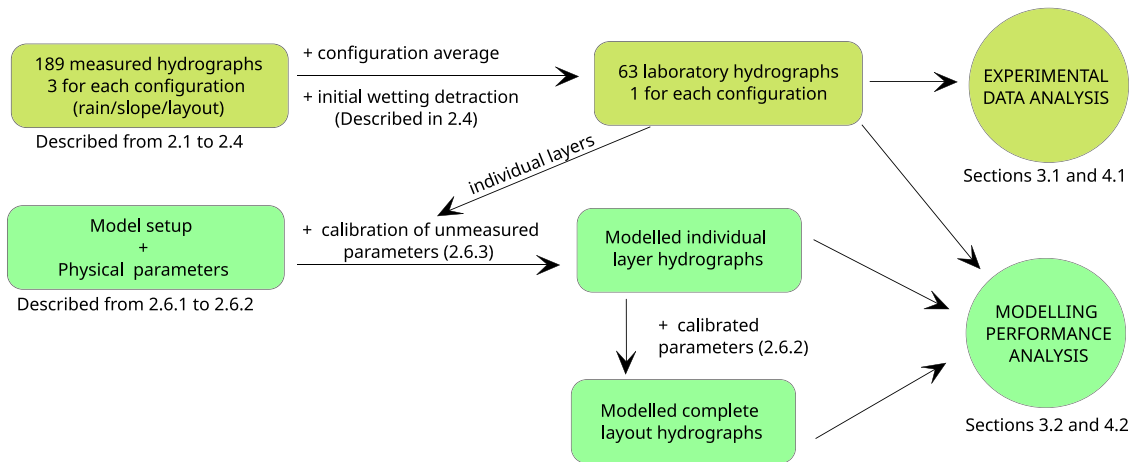 189 measured hydrographs
3 for each configuration
(rain/slope/layout)
Described from 2.1 to 2.4
+ configuration average
+ initial wetting detraction
(Described in 2.4)
63 laboratory hydrographs
1 for each configuration
EXPERIMENTAL
DATA ANALYSIS
Sections 3.1 and 4.1
individual layers
Model setup
+
Physical parameters
Described from 2.6.1 to 2.6.2
+ calibration of unmeasured
parameters (2.6.3)
Modelled individual
layer hydrographs
+ calibrated
parameters (2.6.2)
Modelled complete
layout hydrographs
MODELLING
PERFORMANCE
ANALYSIS
Sections 3.2 and 4.2